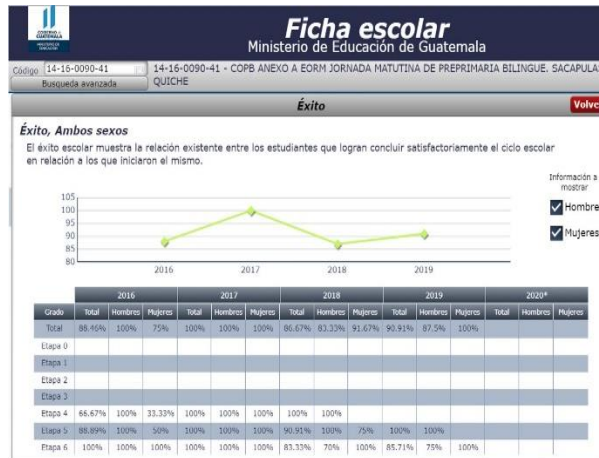 GOBIERNO de
GUATEMALA
MINISTERIO DE
EDUCACIÓN
Ficha escolar
Ministerio de Educación de Guatemala
Código 14-16-0090-41
Busqueda avanzada
14-16-0090-41 - COPB ANEXO A EORM JORNADA MATUTINA DE PREPRIMARIA BILINGUE. SACAPULA
QUICHE
Éxito
Volve
Éxito, Ambos sexos
El éxito escolar muestra la relación existente entre los estudiantes que logran concluir satisfactoriamente el ciclo escolar
en relación a los que iniciaron el mismo.
Información a
mostrar
Hombre
Mujeres
105
100
95
90
85
80
2016 2017 2018 2019
2016 2017 2018 2019 2020*
Grado Total Hombres Mujeres Total Hombres Mujeres Total Hombres Mujeres Total Hombres Mujeres Total Hombres Mujeres
Total 88.46% 100% 75% 100% 100% 100% 86.67% 83.33% 91.67% 90.91% 87.5% 100%
Etapa 0
Etapa 1
Etapa 2
Etapa 3
Etapa 4 66.67% 100% 33.33% 100% 100% 100% 100% 100%
Etapa 5 88.89% 100% 50% 100% 100% 100% 90.91% 100% 75% 100% 100%
Etapa 6 100% 100% 100% 100% 100% 100% 83.33% 70% 100% 85.71% 75% 100%